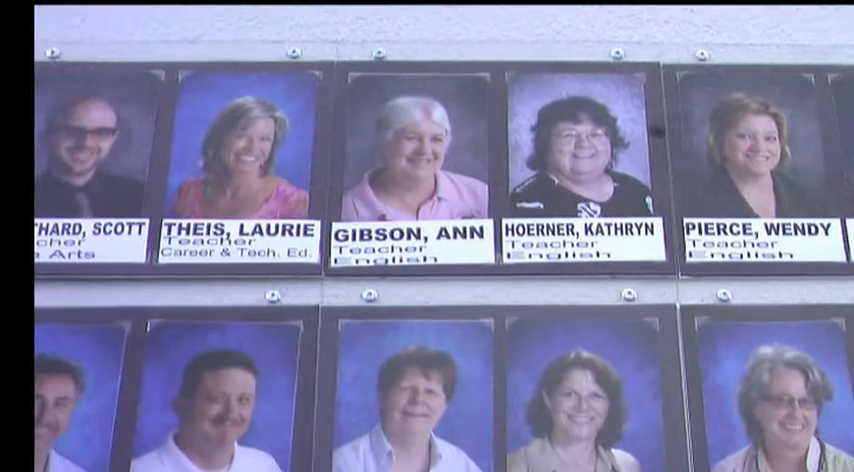 THARD, SCOTT
cher
e Arts
THEIS, LAURIE
Teacher
Career & Tech. Ed.
GIBSON, ANN
Teacher
English
HOERNER, KATHRYN
Teacher
English
PIERCE, WENDY
Teacher
English